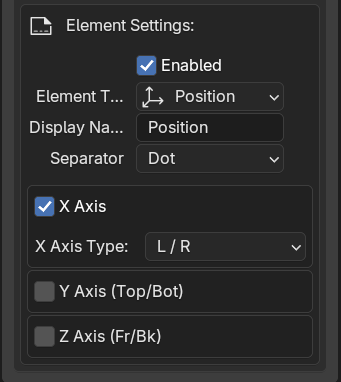 Element Settings:
Enabled
Element T... Position
Display Na... Position
Separator Dot
X Axis
X Axis Type: L / R
Y Axis (Top/Bot)
Z Axis (Fr/Bk)